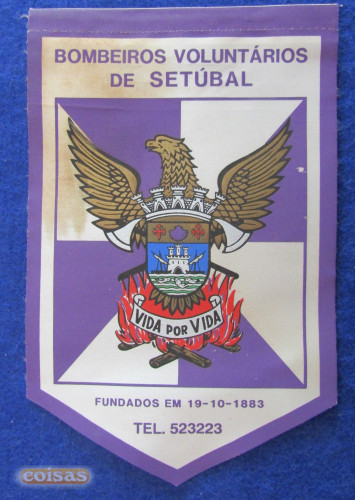 BOMBEIROS VOLUNTÁRIOS
DE SETÚBAL
VIDA POR VIDA
FUNDADOS EM 19-10-1883
TEL. 523223
coisas